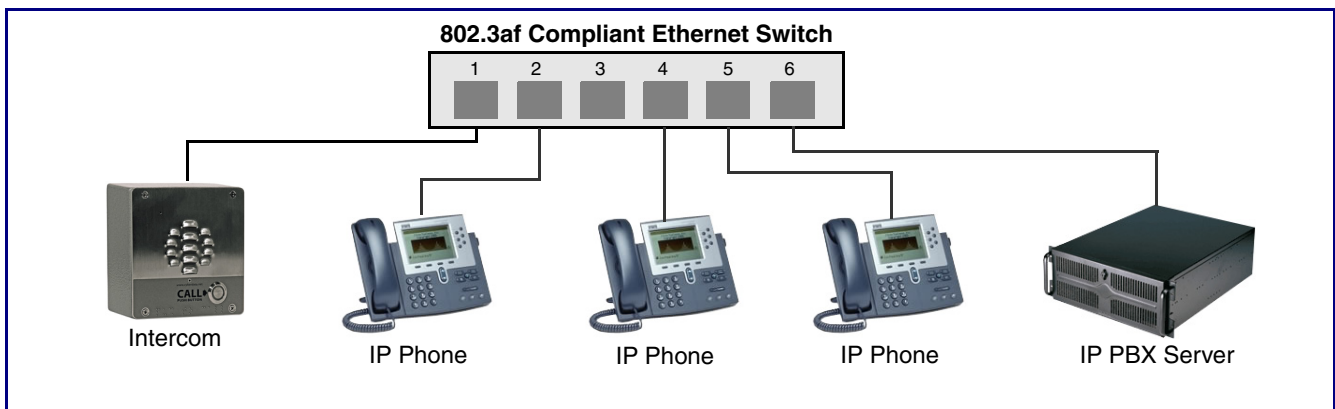 802.3af Compliant Ethernet Switch
1 2 3 4 5 6
CALL
Intercom
IP Phone
IP Phone
IP Phone
IP PBX Server